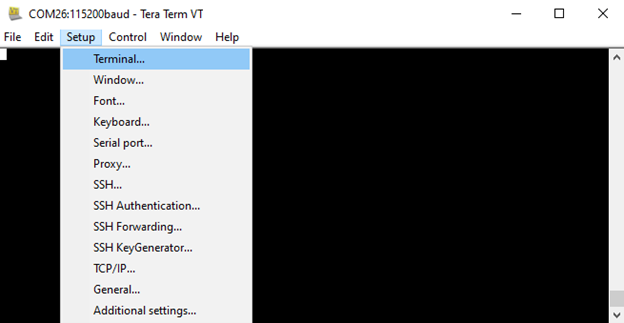 COM26:115200baud - Tera Term VT
File Edit Setup Control Window Help
Terminal...
Window...
Font...
Keyboard...
Serial port...
Proxy...
SSH...
SSH Authentication...
SSH Forwarding...
SSH KeyGenerator...
TCP/IP...
General...
Additional settings...